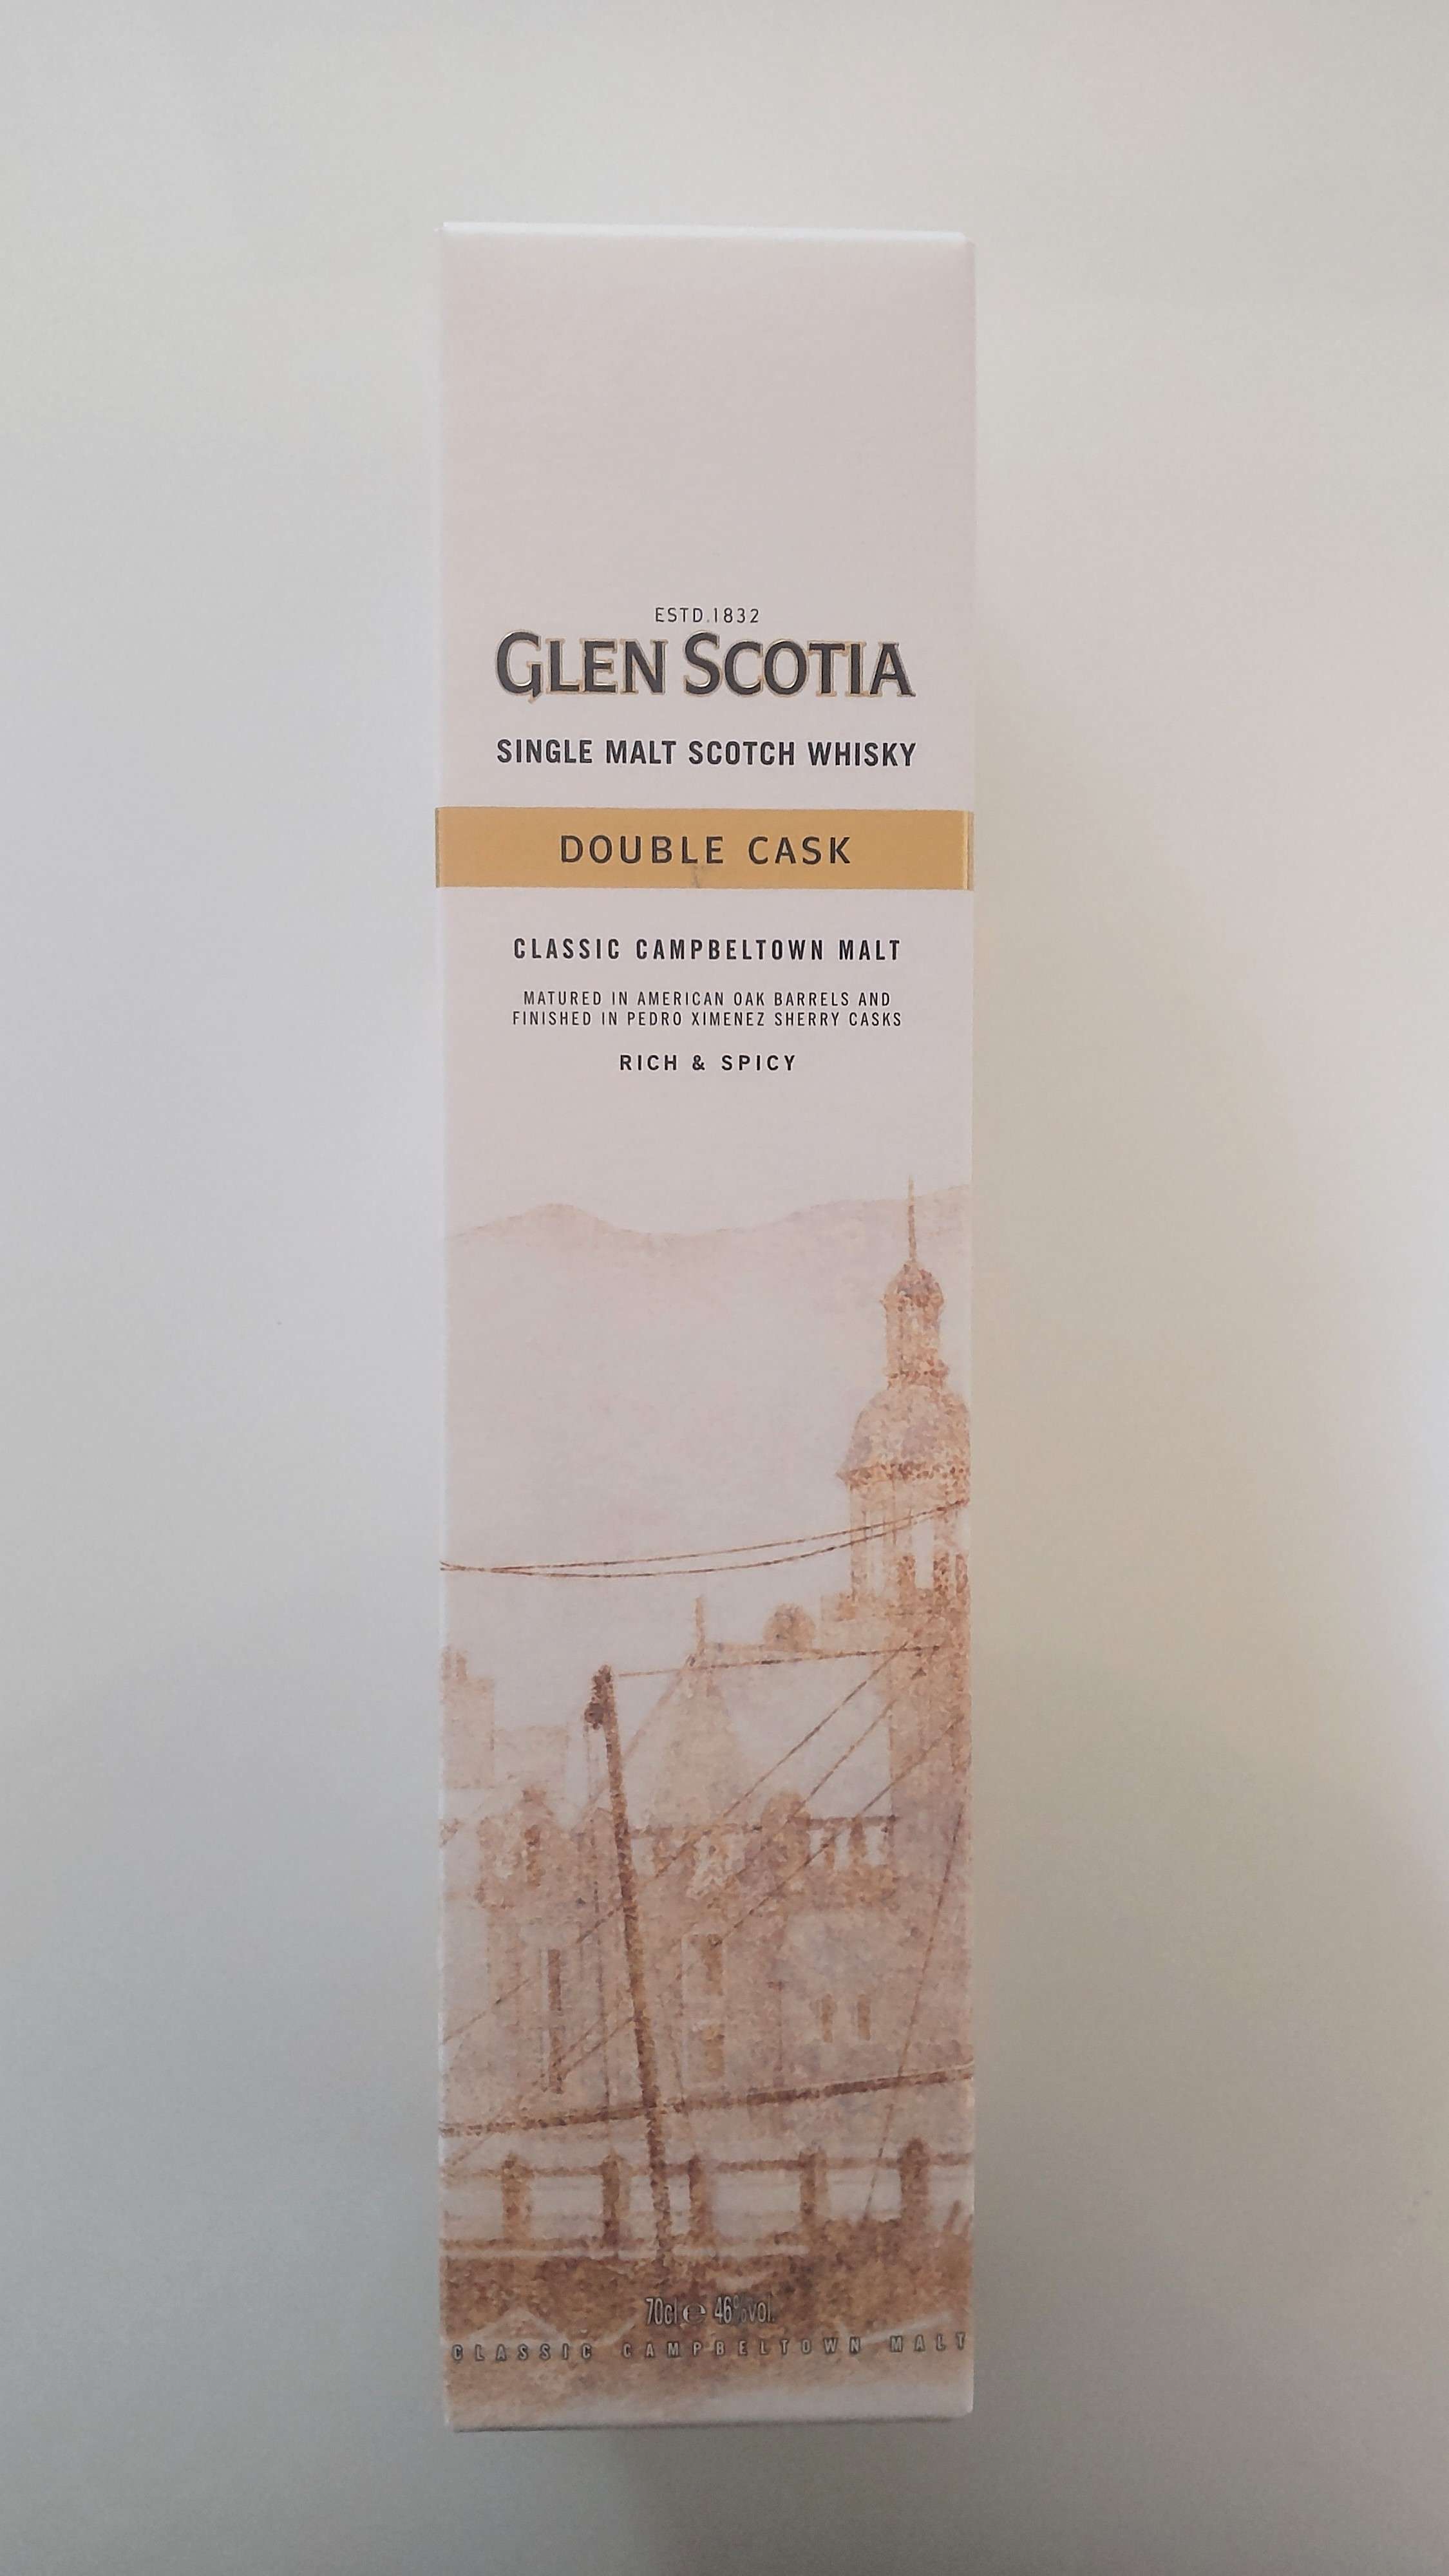 ESTD.1832
GLEN SCOTIA
SINGLE MALT SCOTCH WHISKY
DOUBLE CASK
CLASSIC CAMPBELTOWN MALT
MATURED IN AMERICAN OAK BARRELS AND
FINISHED IN PEDRO XIMENEZ SHERRY CASKS
RICH & SPICY
70cl e 46%vol.
CLASSIC CAMPBELTOWN MALT